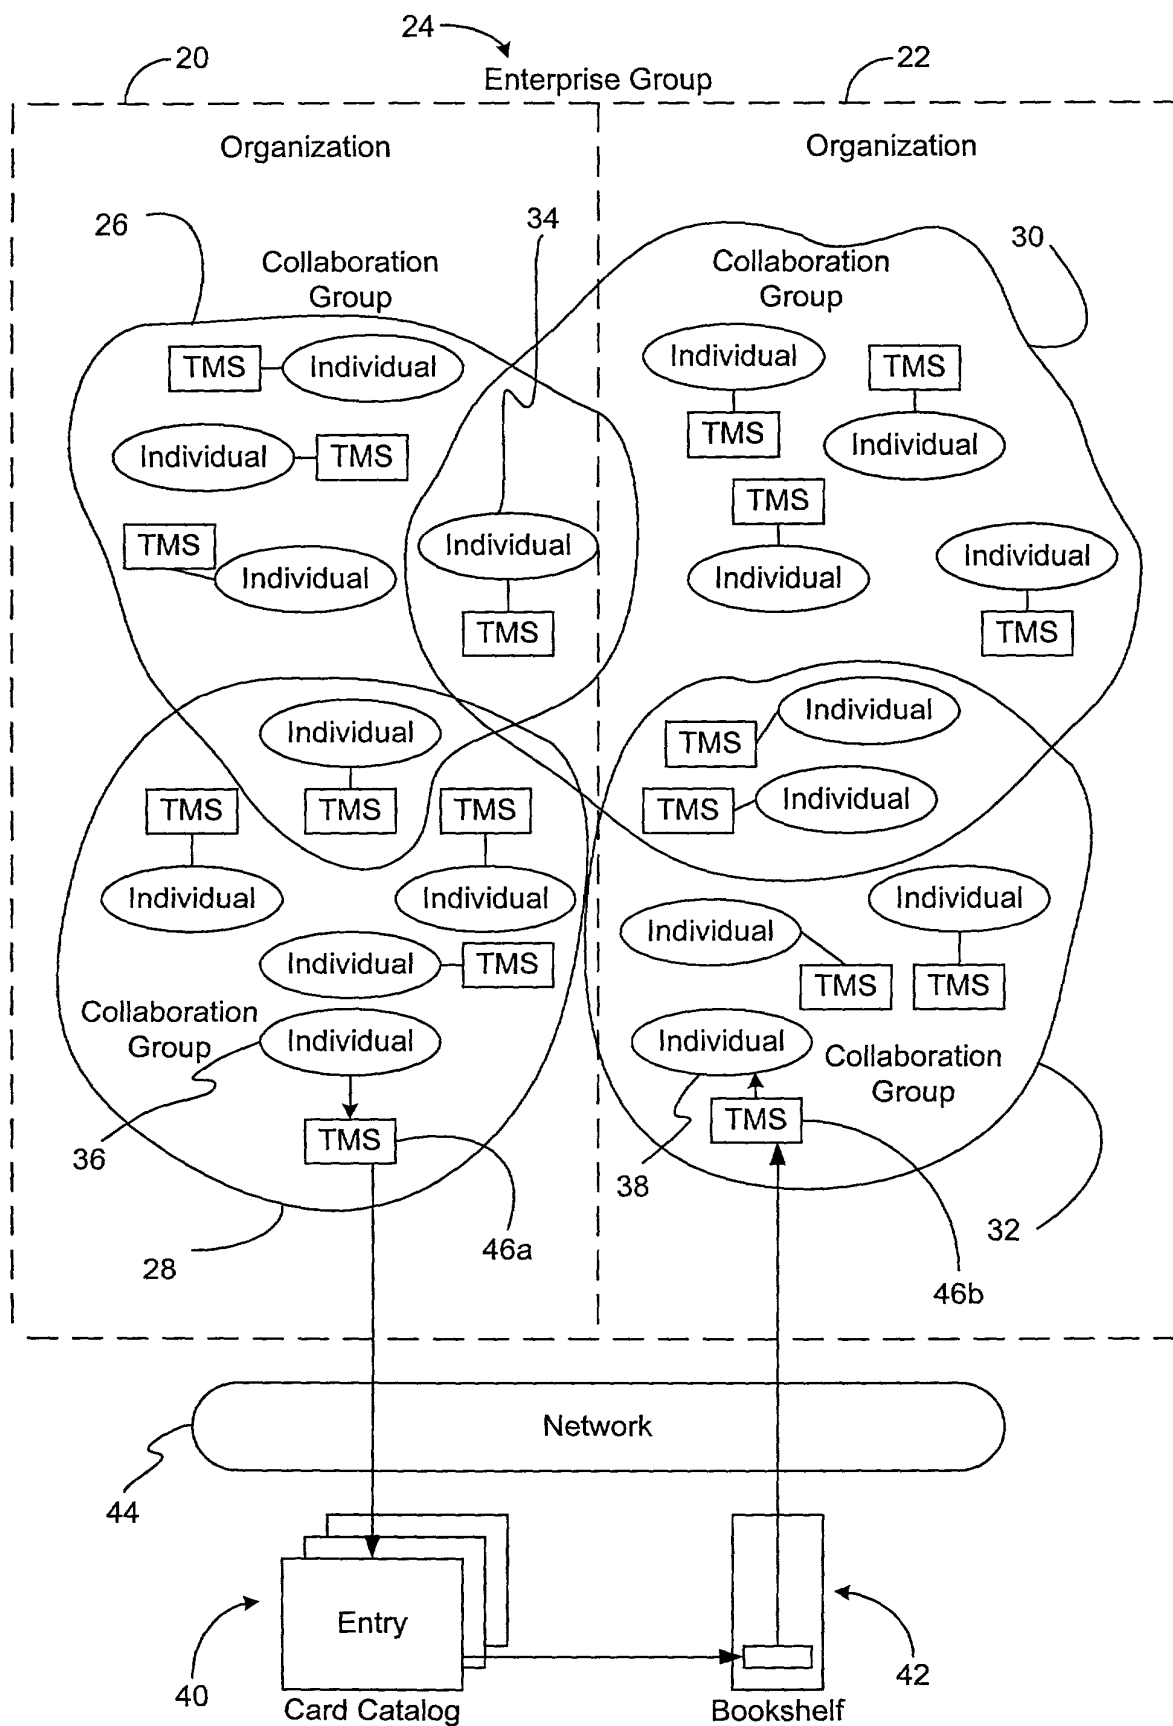 24
20
22
Enterprise Group
Organization
Organization
26
34
30
Collaboration
Group
Collaboration
Group
TMS
Individual
Individual
TMS
Individual
TMS
TMS
Individual
Individual
TMS
TMS
Individual
TMS
Individual
Individual
Individual
TMS
TMS
Individual
TMS
Individual
TMS
Individual
TMS
TMS
TMS
TMS
Individual
Individual
Individual
Individual
Individual
Individual
TMS
TMS
TMS
Collaboration
Group
Individual
Individual
Collaboration
Group
TMS
TMS
36
38
28
46a
46b
32
Network
44
Entry
40
42
Card Catalog
Bookshelf